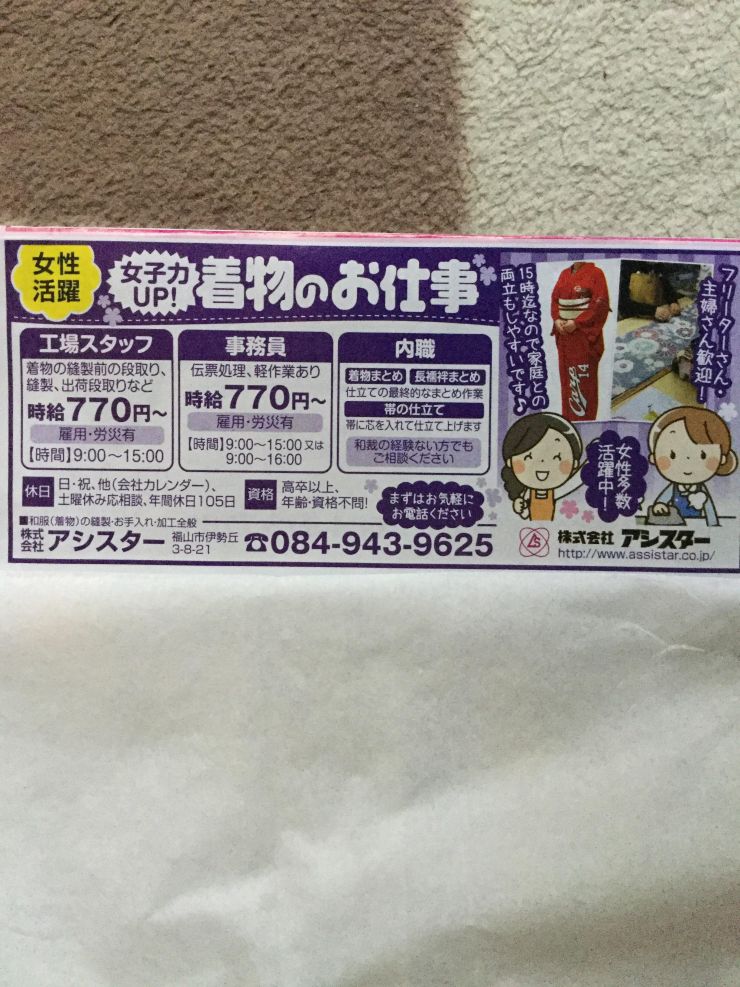 女性
活躍
女子力
UP!
着物のお仕事
工場スタッフ
着物の縫製前の段取り、
縫製、出荷段取りなど
時給770円〜
雇用・労災有
【時間】9:00〜15:00
事務員
伝票処理、軽作業あり
時給770円〜
雇用・労災有
【時間】9:00〜15:00 又は
9:00〜16:00
内職
着物まとめ 長襦袢まとめ
仕立ての最終的なまとめ作業
帯の仕立て
帯に芯を入れて仕立て上げます
和裁の経験ない方でも
ご相談ください
休日
日・祝、他(会社カレンダー)、
土曜休み応相談、年間休日105日
資格
高卒以上、
年齢・資格不問!
まずはお気軽に
お電話ください
■和服(着物)の縫製・お手入れ・加工全般
株式会社 アシスター
福山市伊勢丘
3-8-21
☎084-943-9625
フリーターさん・
主婦さん歓迎!
15時迄なので家庭との
両立もしやすいです♪
Carp
14
女性多数
活躍中!
株式会社 アシスター
http://www.assistar.co.jp/